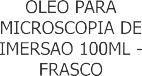 OLEO PARA
MICROSCOPIA DE
IMERSAO 100ML -
FRASCO